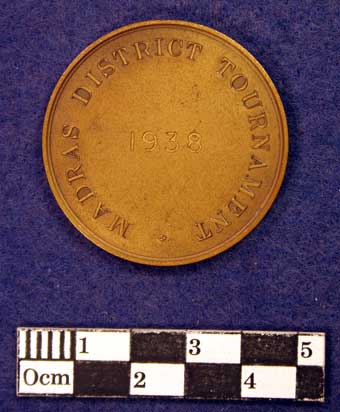 MADRAS DISTRICT TOURNAMENT
1938
1 3 5
0cm 2 4